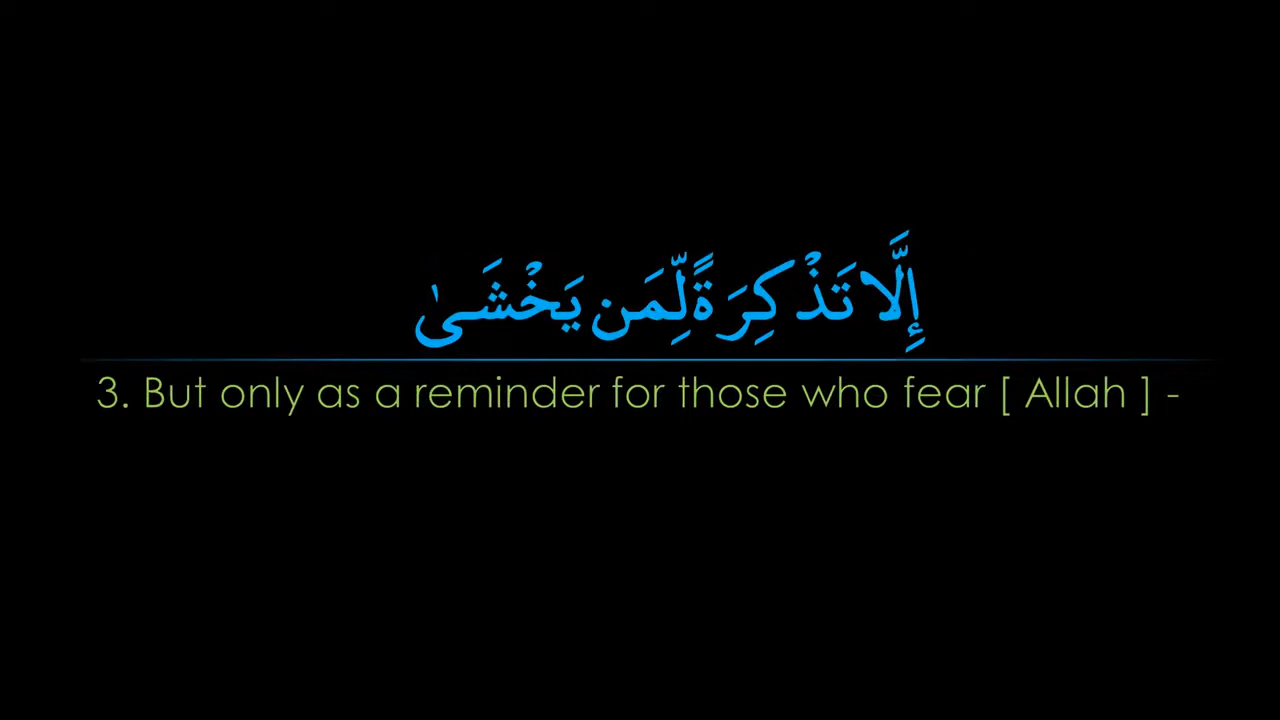 إِلَّا تَذْكِرَةً لِّمَن يَخْشَىٰ
3. But only as a reminder for those who fear [ Allah ] -